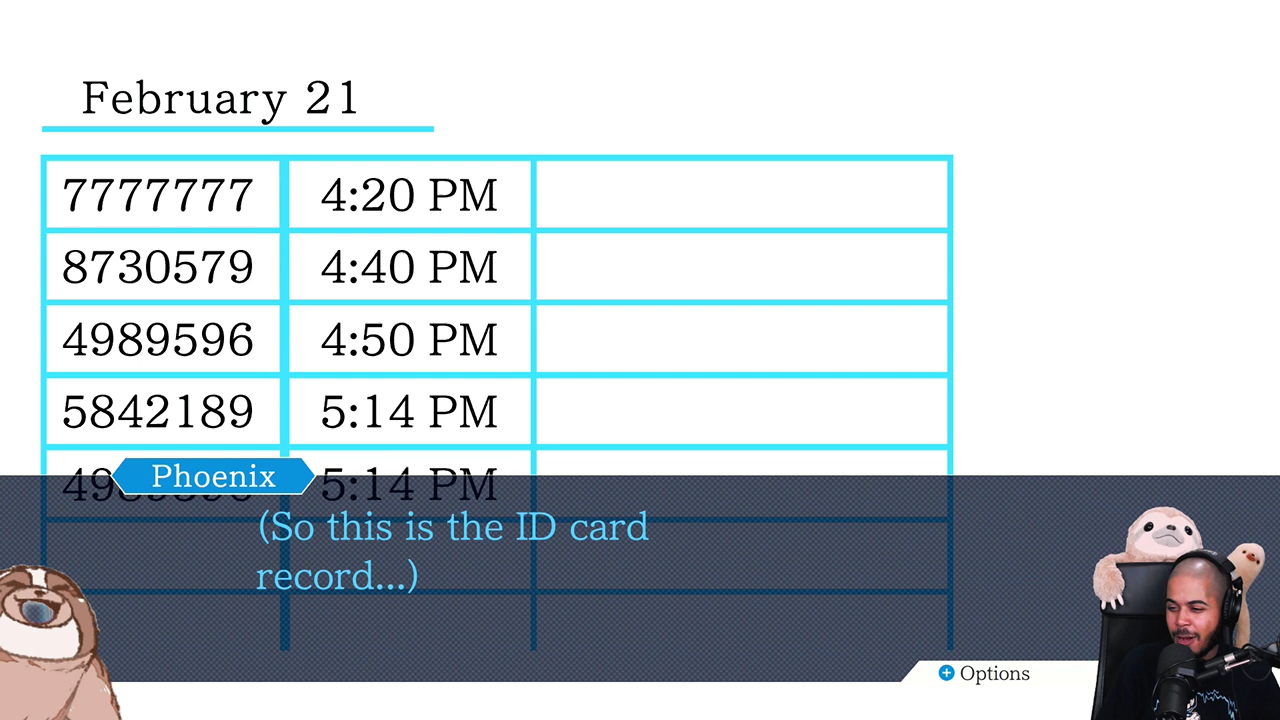 February 21
7777777 4:20 PM
8730579 4:40 PM
4989596 4:50 PM
5842189 5:14 PM
5:14 PM
Phoenix
(So this is the ID card
record...)
Options